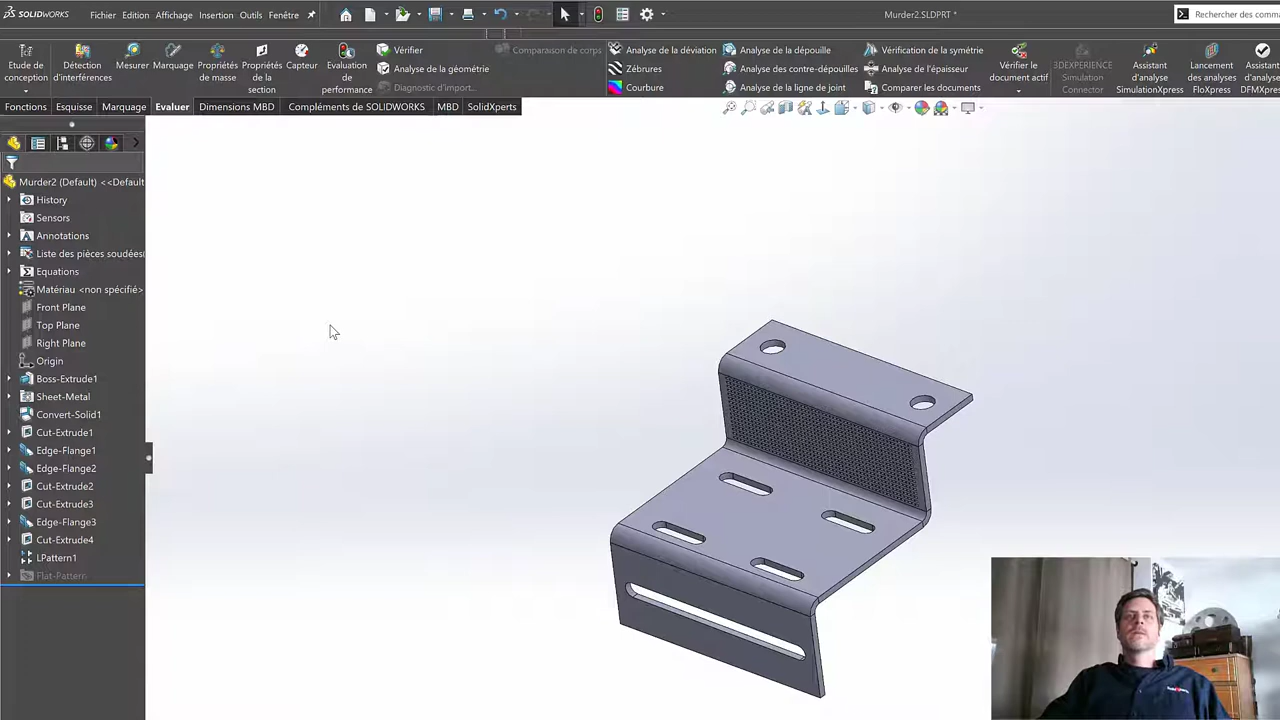 SOLIDWORKS
Fichier Edition Affichage Insertion Outils Fenêtre
Murder2.SLDPRT *
Rechercher des comma
Etude de conception
Détection d'interférences
Mesurer
Marquage
Propriétés de masse
Propriétés de la section
Capteur
Evaluation de performance
Vérifier
Analyse de la géométrie
Diagnostic d'import...
Comparaison de corps
Analyse de la déviation
Zébrures
Courbure
Analyse de la dépouille
Analyse des contre-dépouilles
Analyse de la ligne de joint
Vérification de la symétrie
Analyse de l'épaisseur
Comparer les documents
Vérifier le document actif
3DEXPERIENCE Simulation Connector
Assistant d'analyse SimulationXpress
Lancement des analyses FloXpress
Assistant d'analyse DFMXpress
Fonctions Esquisse Marquage Evaluer Dimensions MBD Compléments de SOLIDWORKS MBD SolidXperts
Murder2 (Default) <<Default
History
Sensors
Annotations
Liste des pièces soudées(
Equations
Matériau <non spécifié>
Front Plane
Top Plane
Right Plane
Origin
Boss-Extrude1
Sheet-Metal
Convert-Solid1
Cut-Extrude1
Edge-Flange1
Edge-Flange2
Cut-Extrude2
Cut-Extrude3
Edge-Flange3
Cut-Extrude4
LPattern1
Flat-Pattern